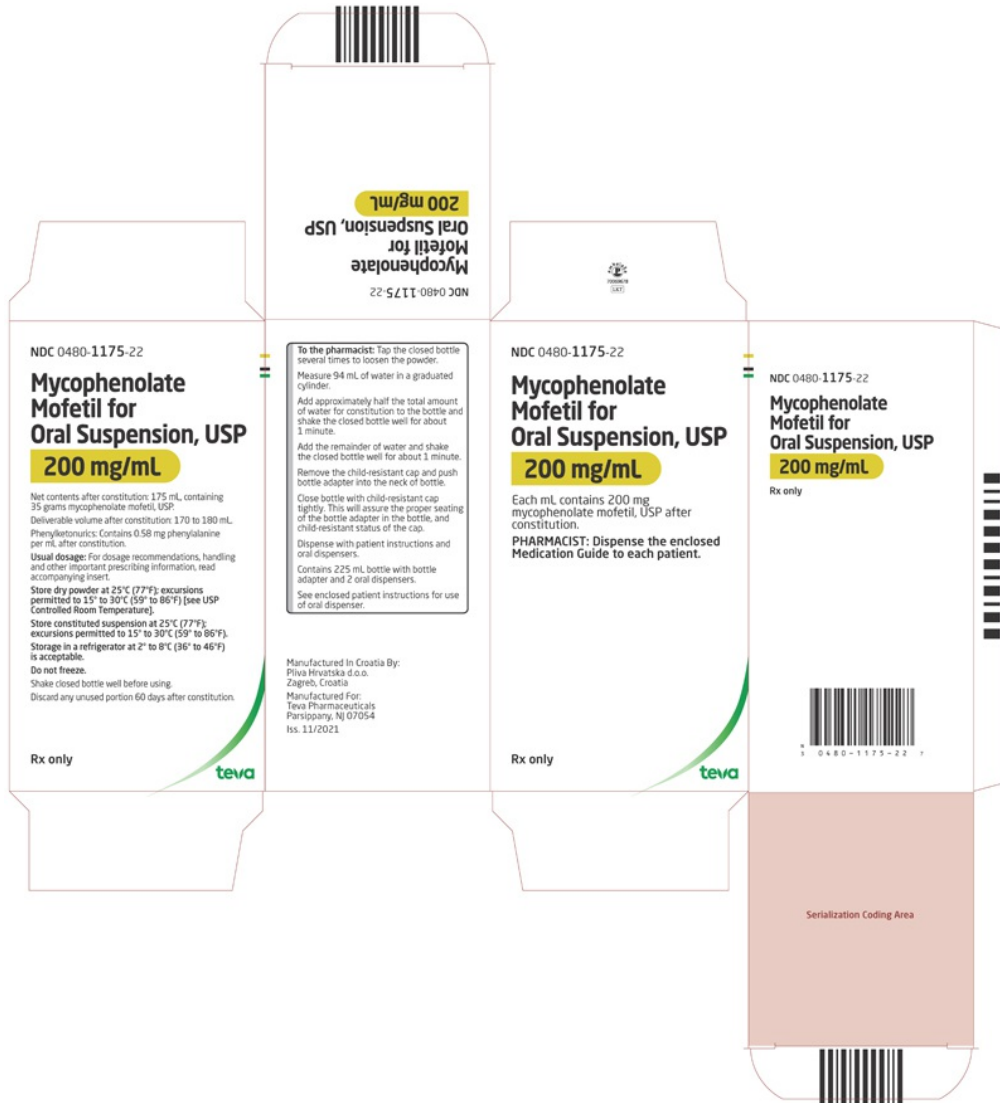 NDC 0480-1175-22
Mycophenolate
Mofetil for
Oral Suspension, USP
200 mg/mL
NDC 0480-1175-22
Mycophenolate
Mofetil for
Oral Suspension, USP
200 mg/mL
Net contents after constitution: 175 mL, containing
35 grams mycophenolate mofetil, USP.
Deliverable volume after constitution: 170 to 180 mL.
Phenylketonurics: Contains 0.58 mg phenylalanine
per mL after constitution.
Usual dosage: For dosage recommendations, handling
and other important prescribing information, read
accompanying insert.
Store dry powder at 25°C (77°F); excursions
permitted to 15° to 30°C (59° to 86°F) [see USP
Controlled Room Temperature].
Store constituted suspension at 25°C (77°F);
excursions permitted to 15° to 30°C (59° to 86°F).
Storage in a refrigerator at 2° to 8°C (36° to 46°F)
is acceptable.
Do not freeze.
Shake closed bottle well before using.
Discard any unused portion 60 days after constitution.
Rx only
teva
To the pharmacist: Tap the closed bottle
several times to loosen the powder.
Measure 94 mL of water in a graduated
cylinder.
Add approximately half the total amount
of water for constitution to the bottle and
shake the closed bottle well for about
1 minute.
Add the remainder of water and shake
the closed bottle well for about 1 minute.
Remove the child-resistant cap and push
bottle adapter into the neck of bottle.
Close bottle with child-resistant cap
tightly. This will assure the proper seating
of the bottle adapter in the bottle, and
child-resistant status of the cap.
Dispense with patient instructions and
oral dispensers.
Contains 225 mL bottle with bottle
adapter and 2 oral dispensers.
See enclosed patient instructions for use
of oral dispenser.
Manufactured In Croatia By:
Pliva Hrvatska d.o.o.
Zagreb, Croatia
Manufactured For:
Teva Pharmaceuticals
Parsippany, NJ 07054
Iss. 11/2021
NDC 0480-1175-22
Mycophenolate
Mofetil for
Oral Suspension, USP
200 mg/mL
Each mL contains 200 mg
mycophenolate mofetil, USP after
constitution.
PHARMACIST: Dispense the enclosed
Medication Guide to each patient.
Rx only
teva
NDC 0480-1175-22
Mycophenolate
Mofetil for
Oral Suspension, USP
200 mg/mL
Rx only
N
3 0480-1175-22 7
Serialization Coding Area